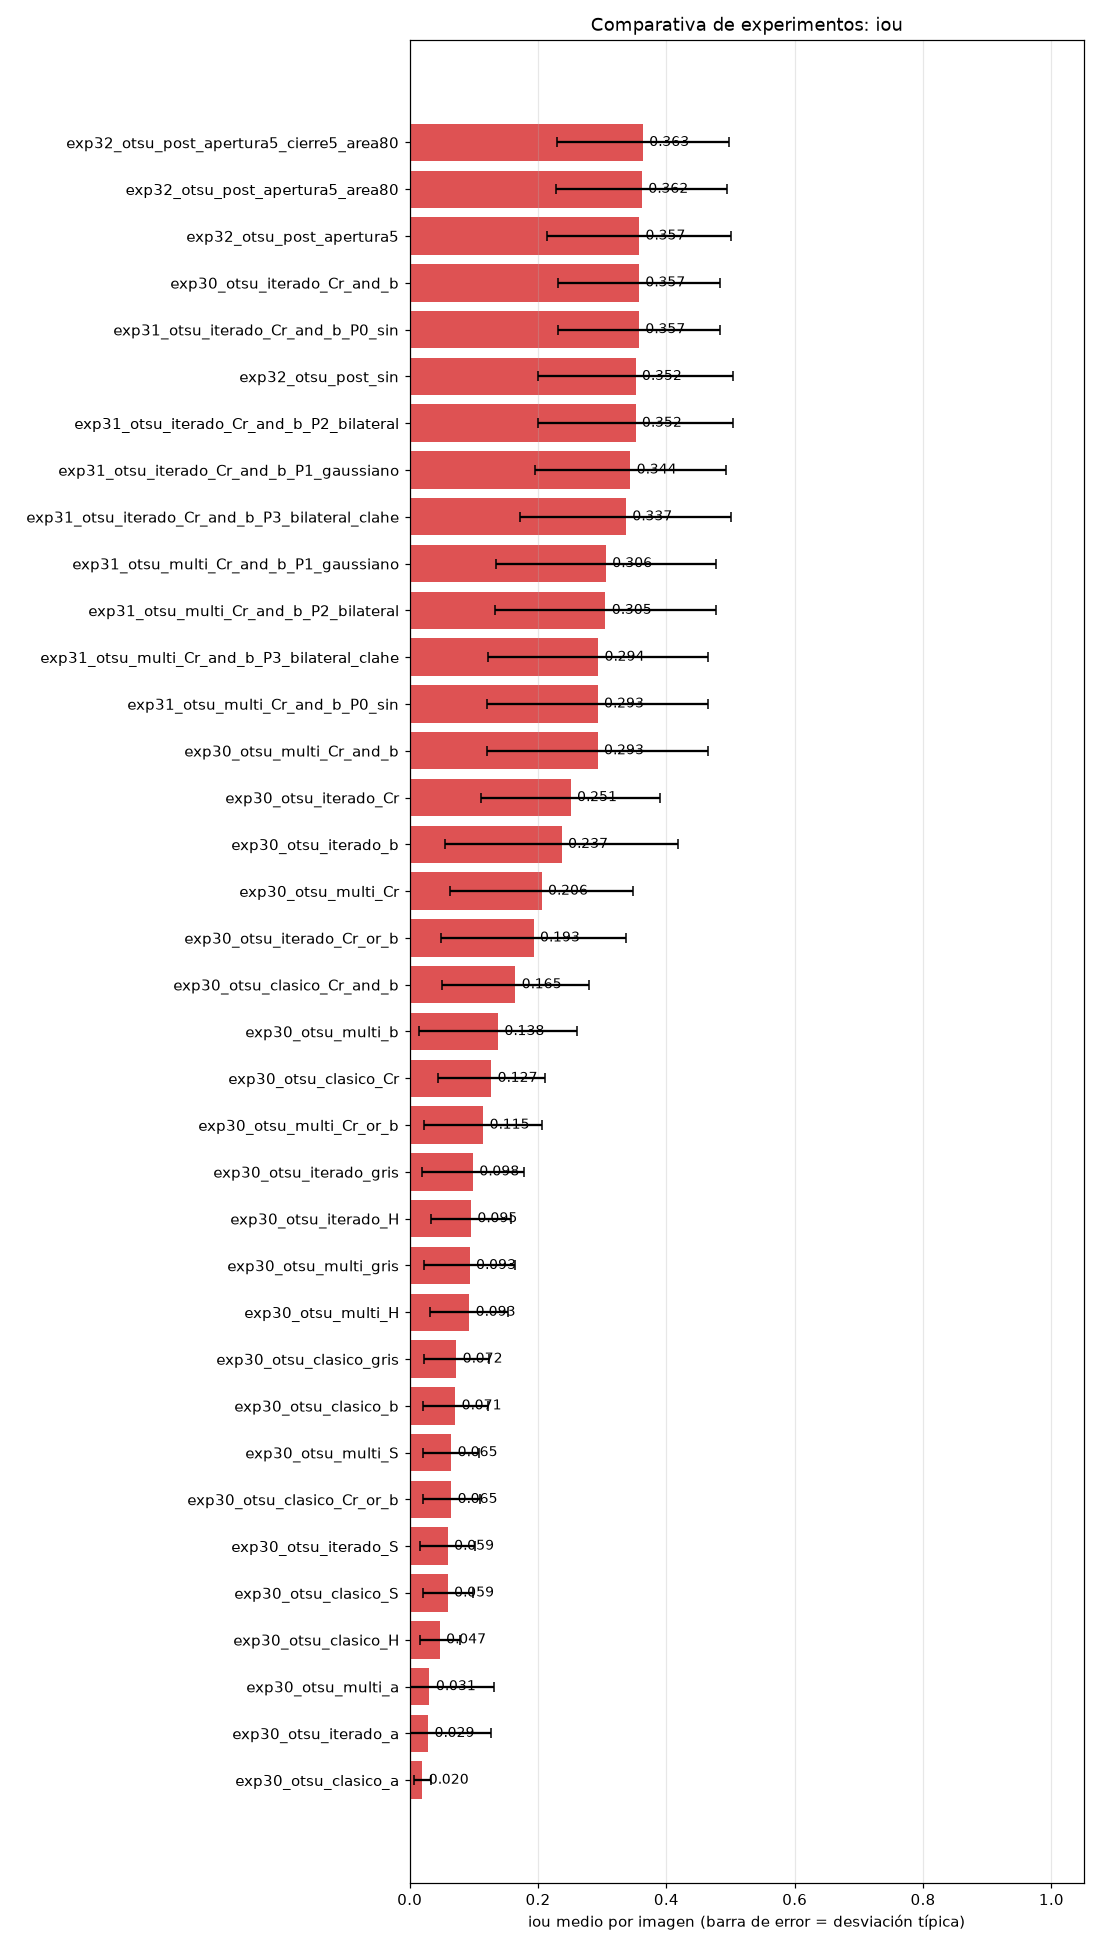 Comparativa de experimentos: iou
exp32_otsu_post_apertura5_cierre5_area80 0.363
exp32_otsu_post_apertura5_area80 0.362
exp32_otsu_post_apertura5 0.357
exp30_otsu_iterado_Cr_and_b 0.357
exp31_otsu_iterado_Cr_and_b_P0_sin 0.357
exp32_otsu_post_sin 0.352
exp31_otsu_iterado_Cr_and_b_P2_bilateral 0.352
exp31_otsu_iterado_Cr_and_b_P1_gaussiano 0.344
exp31_otsu_iterado_Cr_and_b_P3_bilateral_clahe 0.337
exp31_otsu_multi_Cr_and_b_P1_gaussiano 0.306
exp31_otsu_multi_Cr_and_b_P2_bilateral 0.305
exp31_otsu_multi_Cr_and_b_P3_bilateral_clahe 0.294
exp31_otsu_multi_Cr_and_b_P0_sin 0.293
exp30_otsu_multi_Cr_and_b 0.293
exp30_otsu_iterado_Cr 0.251
exp30_otsu_iterado_b 0.237
exp30_otsu_multi_Cr 0.206
exp30_otsu_iterado_Cr_or_b 0.193
exp30_otsu_clasico_Cr_and_b 0.165
exp30_otsu_multi_b 0.138
exp30_otsu_clasico_Cr 0.127
exp30_otsu_multi_Cr_or_b 0.115
exp30_otsu_iterado_gris 0.098
exp30_otsu_iterado_H 0.095
exp30_otsu_multi_gris 0.093
exp30_otsu_multi_H 0.093
exp30_otsu_clasico_gris 0.072
exp30_otsu_clasico_b 0.071
exp30_otsu_multi_S 0.065
exp30_otsu_clasico_Cr_or_b 0.065
exp30_otsu_iterado_S 0.059
exp30_otsu_clasico_S 0.059
exp30_otsu_clasico_H 0.047
exp30_otsu_multi_a 0.031
exp30_otsu_iterado_a 0.029
exp30_otsu_clasico_a 0.020
0.0 0.2 0.4 0.6 0.8 1.0
iou medio por imagen (barra de error = desviación típica)